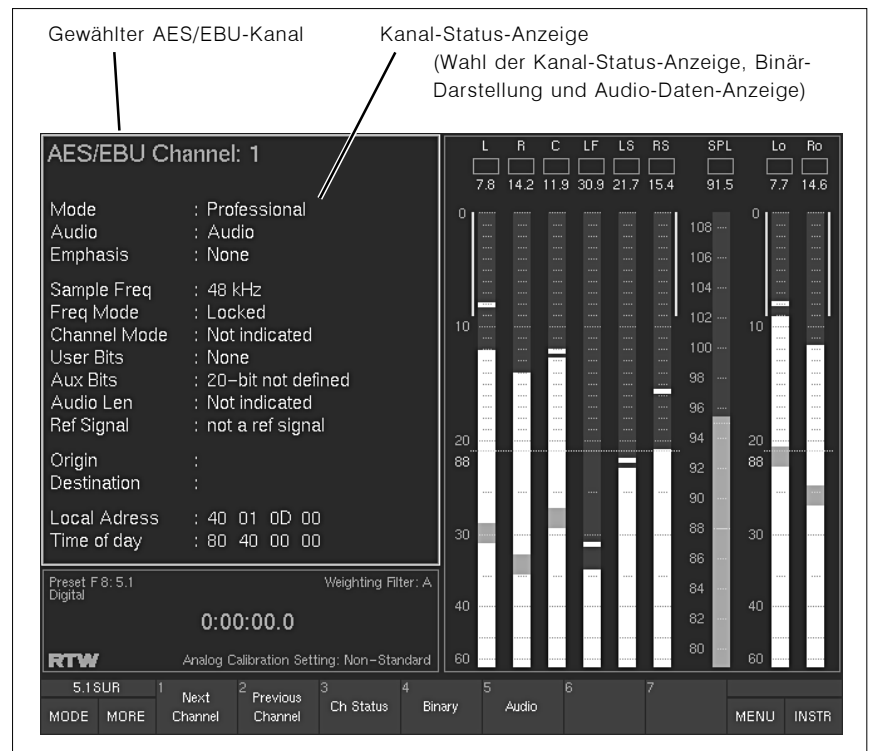 Gewählter AES/EBU-Kanal
Kanal-Status-Anzeige
(Wahl der Kanal-Status-Anzeige, Binär-
Darstellung und Audio-Daten-Anzeige)
AES/EBU Channel: 1
Mode : Professional
Audio : Audio
Emphasis : None
Sample Freq : 48 kHz
Freq Mode : Locked
Channel Mode : Not indicated
User Bits : None
Aux Bits : 20-bit not defined
Audio Len : Not indicated
Ref Signal : not a ref signal
Origin :
Destination :
Local Adress : 40 01 0D 00
Time of day : 80 40 00 00
Preset F 8: 5.1 Weighting Filter: A
Digital
0:00:00.0
RTW Analog Calibration Setting: Non-Standard
L R C LF LS RS SPL Lo Ro
7.8 14.2 11.9 30.9 21.7 15.4 91.5 7.7 14.6
0
10
20
88
30
40
60
108
106
104
102
100
98
96
94
92
90
88
86
84
82
80
0
10
20
88
30
40
60
5.1SUR 1 2 3 4 5 6 7
MODE MORE Next Channel Previous Channel Ch Status Binary Audio MENU INSTR